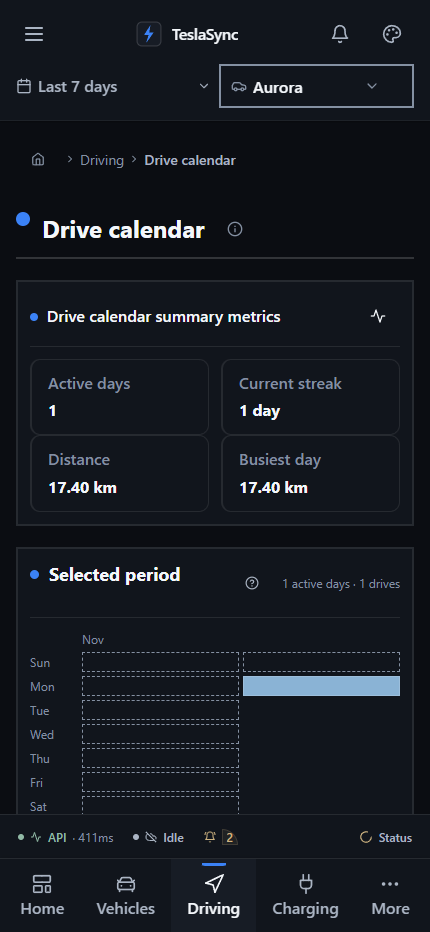 TeslaSync
Last 7 days
Aurora
Driving
Drive calendar
Drive calendar
Drive calendar summary metrics
Active days
1
Current streak
1 day
Distance
17.40 km
Busiest day
17.40 km
Selected period
1 active days · 1 drives
Nov
Sun
Mon
Tue
Wed
Thu
Fri
Sat
API · 411ms
Idle
2
Status
Home
Vehicles
Driving
Charging
More